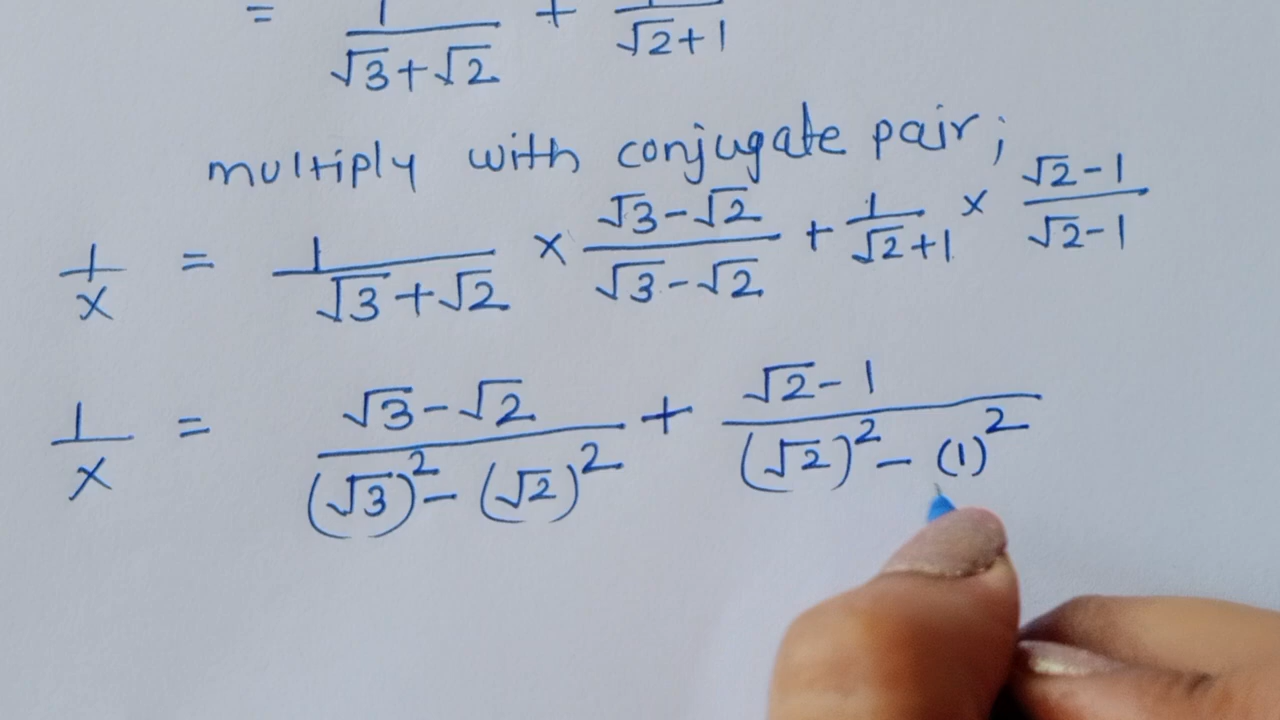 = 1/(√3+√2) + 1/(√2+1)
multiply with conjugate pair;
1/x = 1/(√3+√2) × (√3-√2)/(√3-√2) + 1/(√2+1) × (√2-1)/(√2-1)
1/x = (√3-√2)/((√3)²-(√2)²) + (√2-1)/((√2)²-(1)²)